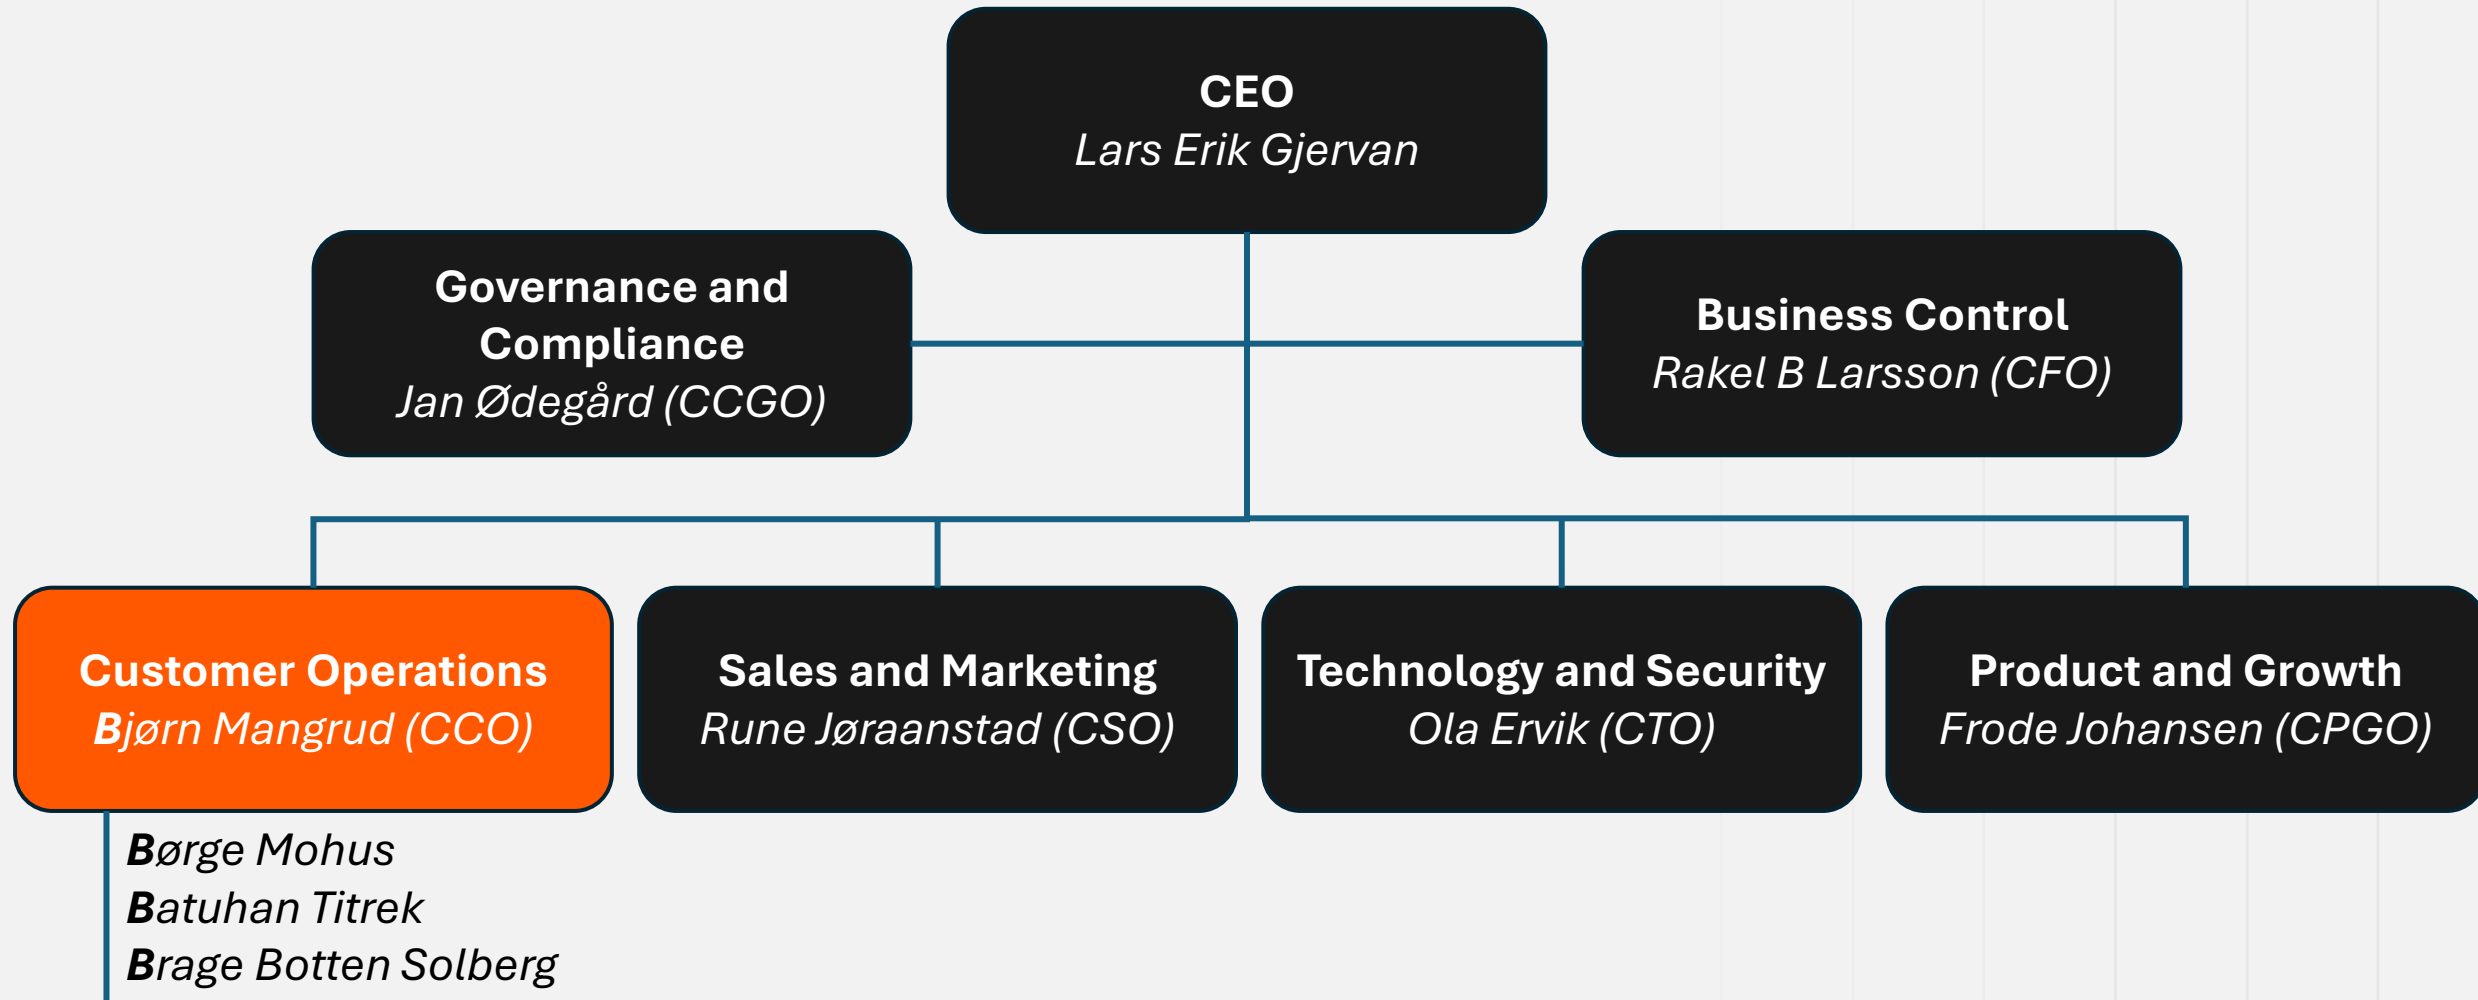 CEO
Lars Erik Gjervan
Governance and
Compliance
Jan Ødegård (CCGO)
Business Control
Rakel B Larsson (CFO)
Customer Operations
Bjørn Mangrud (CCO)
Sales and Marketing
Rune Jøraanstad (CSO)
Technology and Security
Ola Ervik (CTO)
Product and Growth
Frode Johansen (CPGO)
Børge Mohus
Batuhan Titrek
Brage Botten Solberg